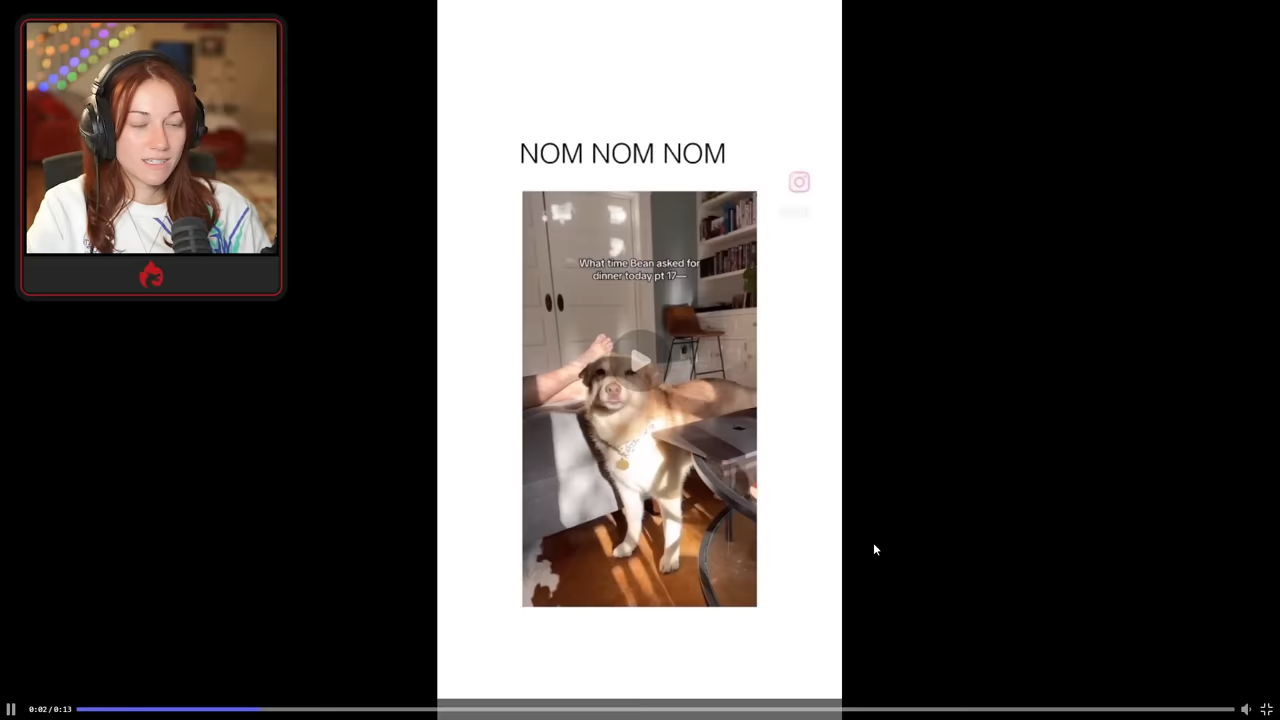 NOM NOM NOM
What time Bean asked for
dinner today pt 17—
0:02/0:13